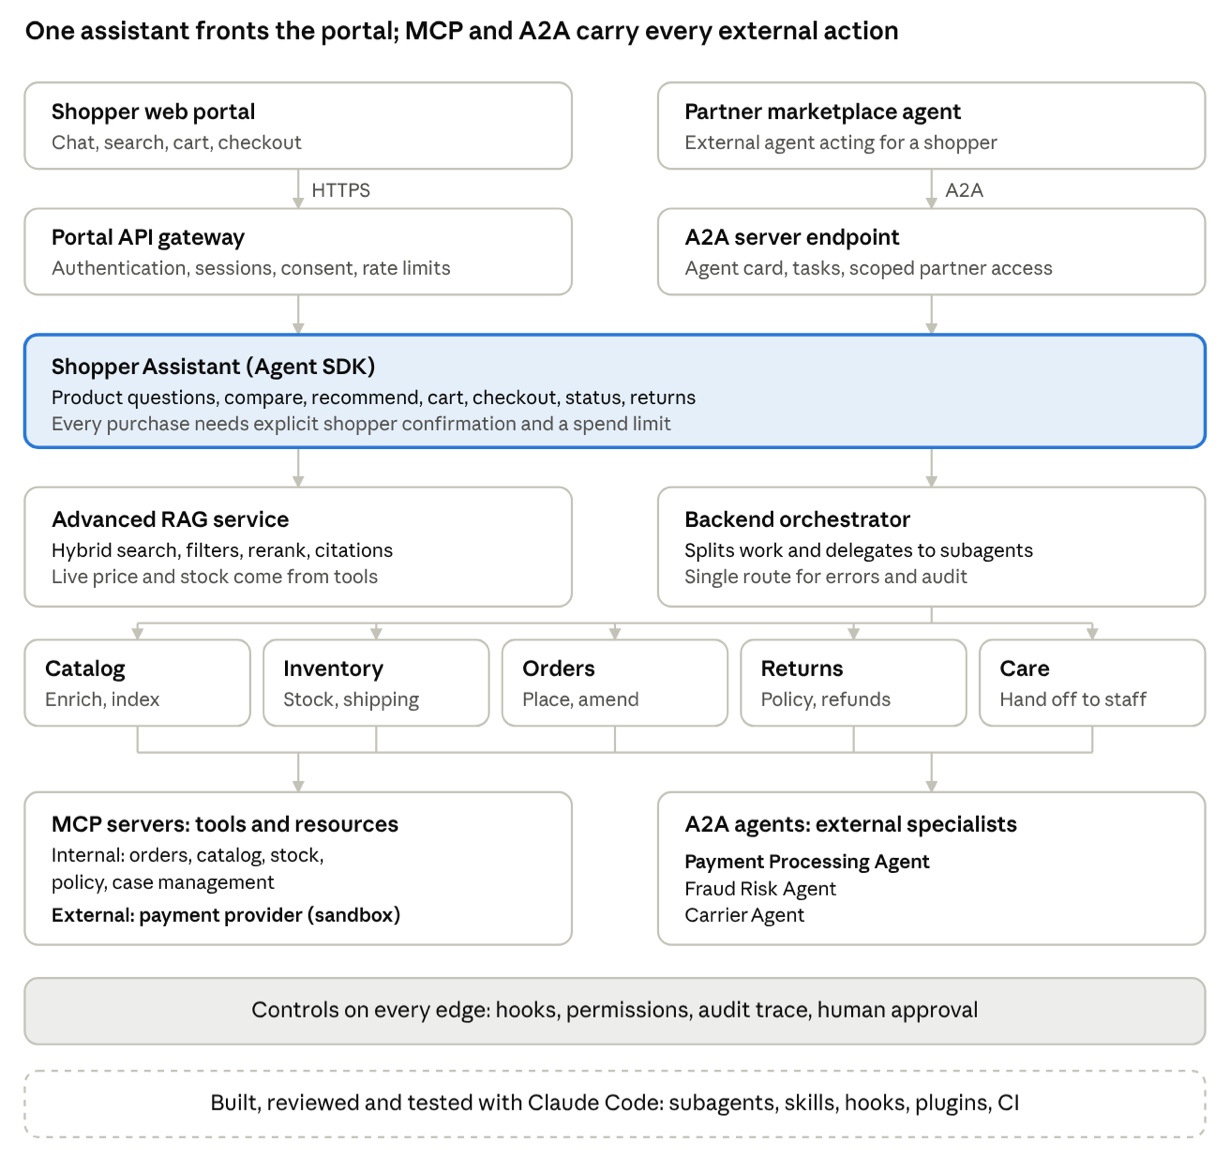 One assistant fronts the portal; MCP and A2A carry every external action
Shopper web portal
Chat, search, cart, checkout
Partner marketplace agent
External agent acting for a shopper
HTTPS
A2A
Portal API gateway
Authentication, sessions, consent, rate limits
A2A server endpoint
Agent card, tasks, scoped partner access
Shopper Assistant (Agent SDK)
Product questions, compare, recommend, cart, checkout, status, returns
Every purchase needs explicit shopper confirmation and a spend limit
Advanced RAG service
Hybrid search, filters, rerank, citations
Live price and stock come from tools
Backend orchestrator
Splits work and delegates to subagents
Single route for errors and audit
Catalog
Enrich, index
Inventory
Stock, shipping
Orders
Place, amend
Returns
Policy, refunds
Care
Hand off to staff
MCP servers: tools and resources
Internal: orders, catalog, stock,
policy, case management
External: payment provider (sandbox)
A2A agents: external specialists
Payment Processing Agent
Fraud Risk Agent
Carrier Agent
Controls on every edge: hooks, permissions, audit trace, human approval
Built, reviewed and tested with Claude Code: subagents, skills, hooks, plugins, CI